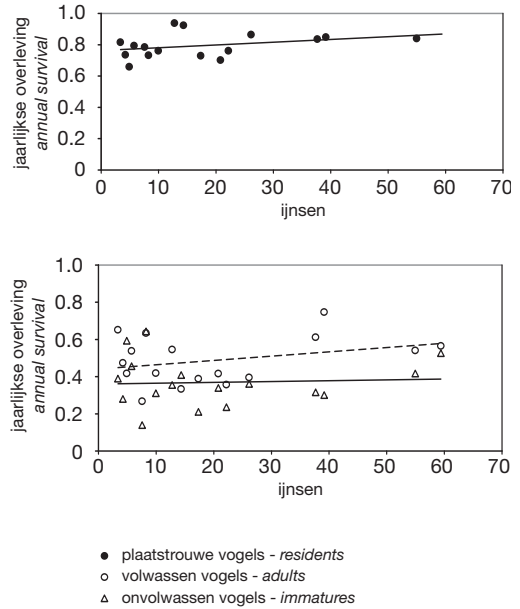 1.0
0.8
0.6
0.4
0.2
0
0 10 20 30 40 50 60 70
jaarlijkse overleving
annual survival
ijnsen
1.0
0.8
0.6
0.4
0.2
0
0 10 20 30 40 50 60 70
jaarlijkse overleving
annual survival
ijnsen
plaatstrouwe vogels - residents
volwassen vogels - adults
onvolwassen vogels - immatures